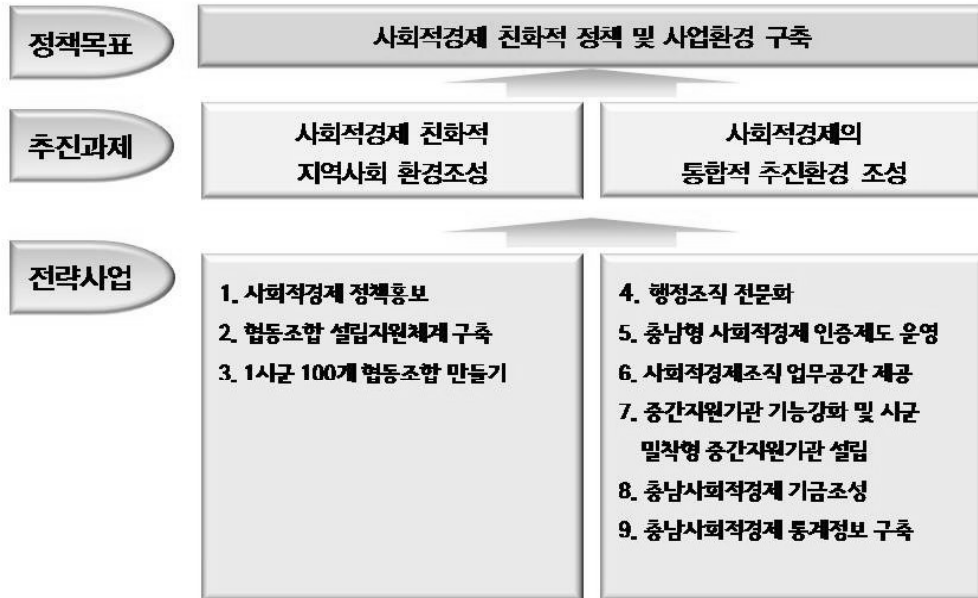 정책목표
사회적경제 친화적 정책 및 사업환경 구축
추진과제
사회적경제 친화적
지역사회 환경조성
사회적경제의
통합적 추진환경 조성
전략사업
1. 사회적경제 정책홍보
2. 협동조합 설립지원체계 구축
3. 1시군 100개 협동조합 만들기
4. 행정조직 전문화
5. 충남형 사회적경제 인증제도 운영
6. 사회적경제조직 업무공간 제공
7. 중간지원기관 기능강화 및 시군
밀착형 중간지원기관 설립
8. 충남사회적경제 기금조성
9. 충남사회적경제 통계정보 구축